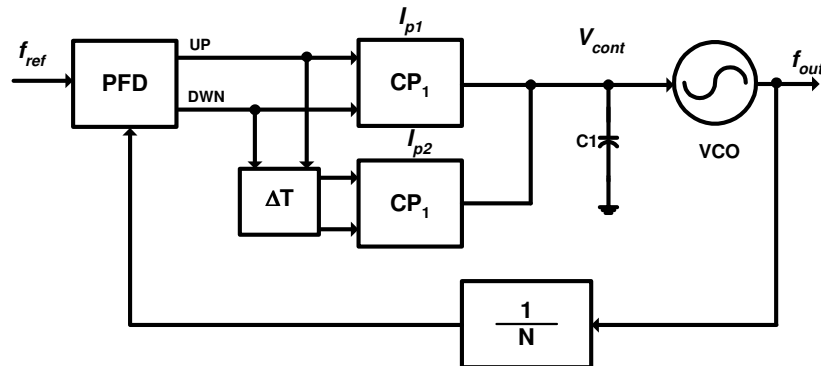 I_p1
V_cont
f_ref
UP
f_out
PFD
CP_1
DWN
C1
I_p2
VCO
ΔT
CP_1
1
N